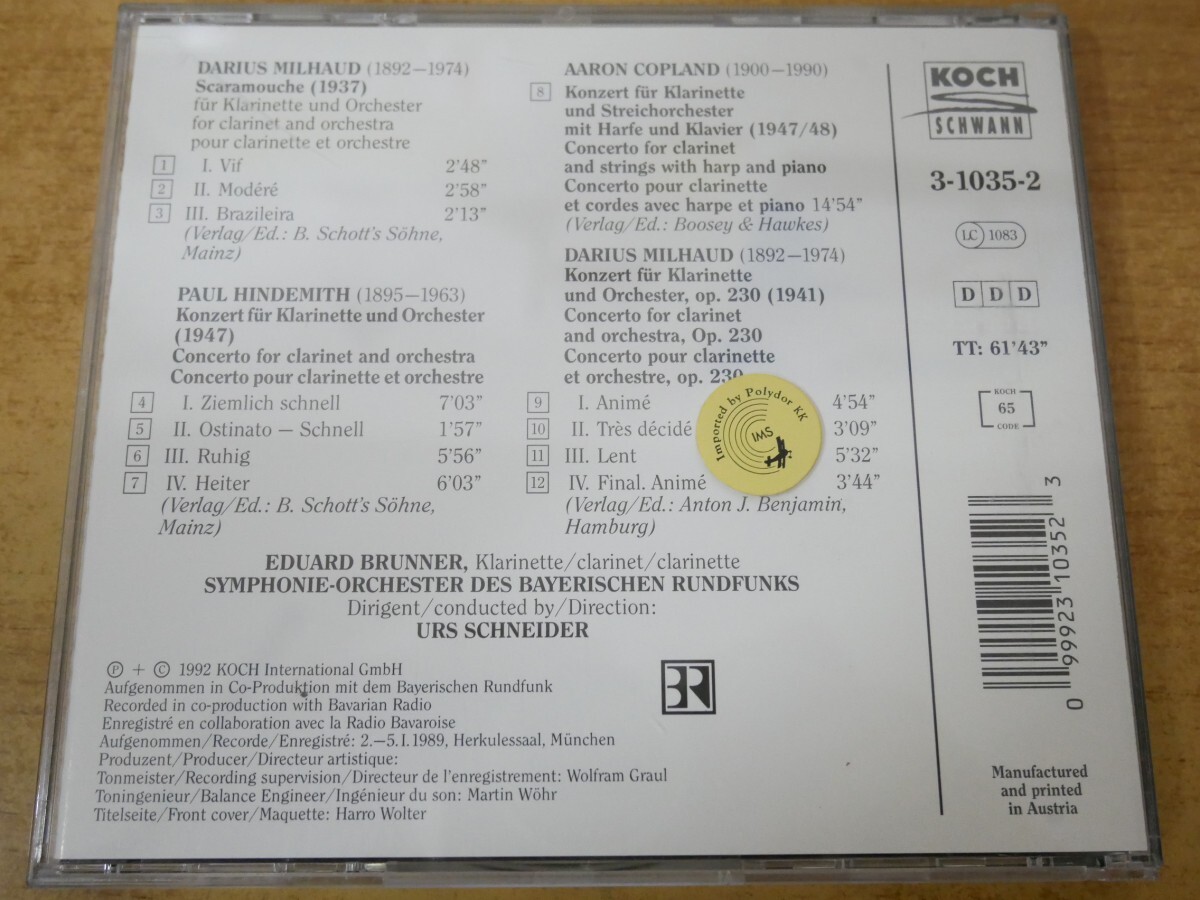 DARIUS MILHAUD (1892–1974)
Scaramouche (1937)
für Klarinette und Orchester
for clarinet and orchestra
pour clarinette et orchestre
1 I. Vif 2'48”
2 II. Modéré 2'58”
3 III. Brazileira 2'13”
(Verlag/Ed.: B. Schott's Söhne,
Mainz)
PAUL HINDEMITH (1895–1963)
Konzert für Klarinette und Orchester
(1947)
Concerto for clarinet and orchestra
Concerto pour clarinette et orchestre
4 I. Ziemlich schnell 7'03”
5 II. Ostinato – Schnell 1'57”
6 III. Ruhig 5'56”
7 IV. Heiter 6'03”
(Verlag/Ed.: B. Schott's Söhne,
Mainz)
AARON COPLAND (1900–1990)
8 Konzert für Klarinette
und Streichorchester
mit Harfe und Klavier (1947/48)
Concerto for clarinet
and strings with harp and piano
Concerto pour clarinette
et cordes avec harpe et piano 14'54”
(Verlag/Ed.: Boosey & Hawkes)
DARIUS MILHAUD (1892–1974)
Konzert für Klarinette
und Orchester, op. 230 (1941)
Concerto for clarinet
and orchestra, Op. 230
Concerto pour clarinette
et orchestre, op. 230
9 I. Animé 4'54”
10 II. Très décidé 3'09”
11 III. Lent 5'32”
12 IV. Final. Animé 3'44”
(Verlag/Ed.: Anton J. Benjamin,
Hamburg)
Imported by Polydor KK
IMS
EDUARD BRUNNER, Klarinette/clarinet/clarinette
SYMPHONIE-ORCHESTER DES BAYERISCHEN RUNDFUNKS
Dirigent/conducted by/Direction:
URS SCHNEIDER
Ⓟ + © 1992 KOCH International GmbH
Aufgenommen in Co-Produktion mit dem Bayerischen Rundfunk
Recorded in co-production with Bavarian Radio
Enregistré en collaboration avec la Radio Bavaroise
Aufgenommen/Recorde/Enregistré: 2.–5.I.1989, Herkulessaal, München
Produzent/Producer/Directeur artistique:
Tonmeister/Recording supervision/Directeur de l'enregistrement: Wolfram Graul
Toningenieur/Balance Engineer/Ingénieur du son: Martin Wöhr
Titelseite/Front cover/Maquette: Harro Wolter
BR
KOCH
SCHWANN
3-1035-2
LC 1083
D D D
TT: 61'43”
KOCH
65
CODE
0 99923 10352 3
Manufactured
and printed
in Austria